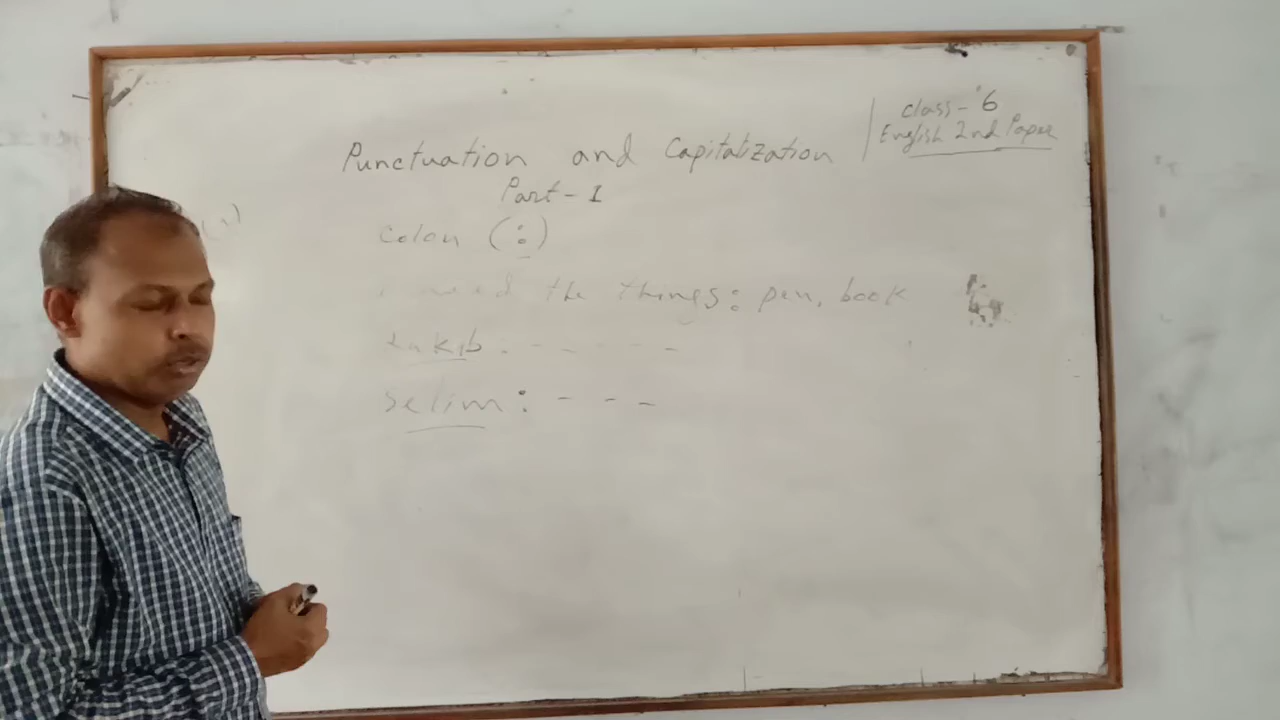 class - 6
English 2nd Paper
Punctuation and Capitalization
Part - 1
colon (:)
need the things: pen, book
Rakib : - - - - -
Selim : - - -